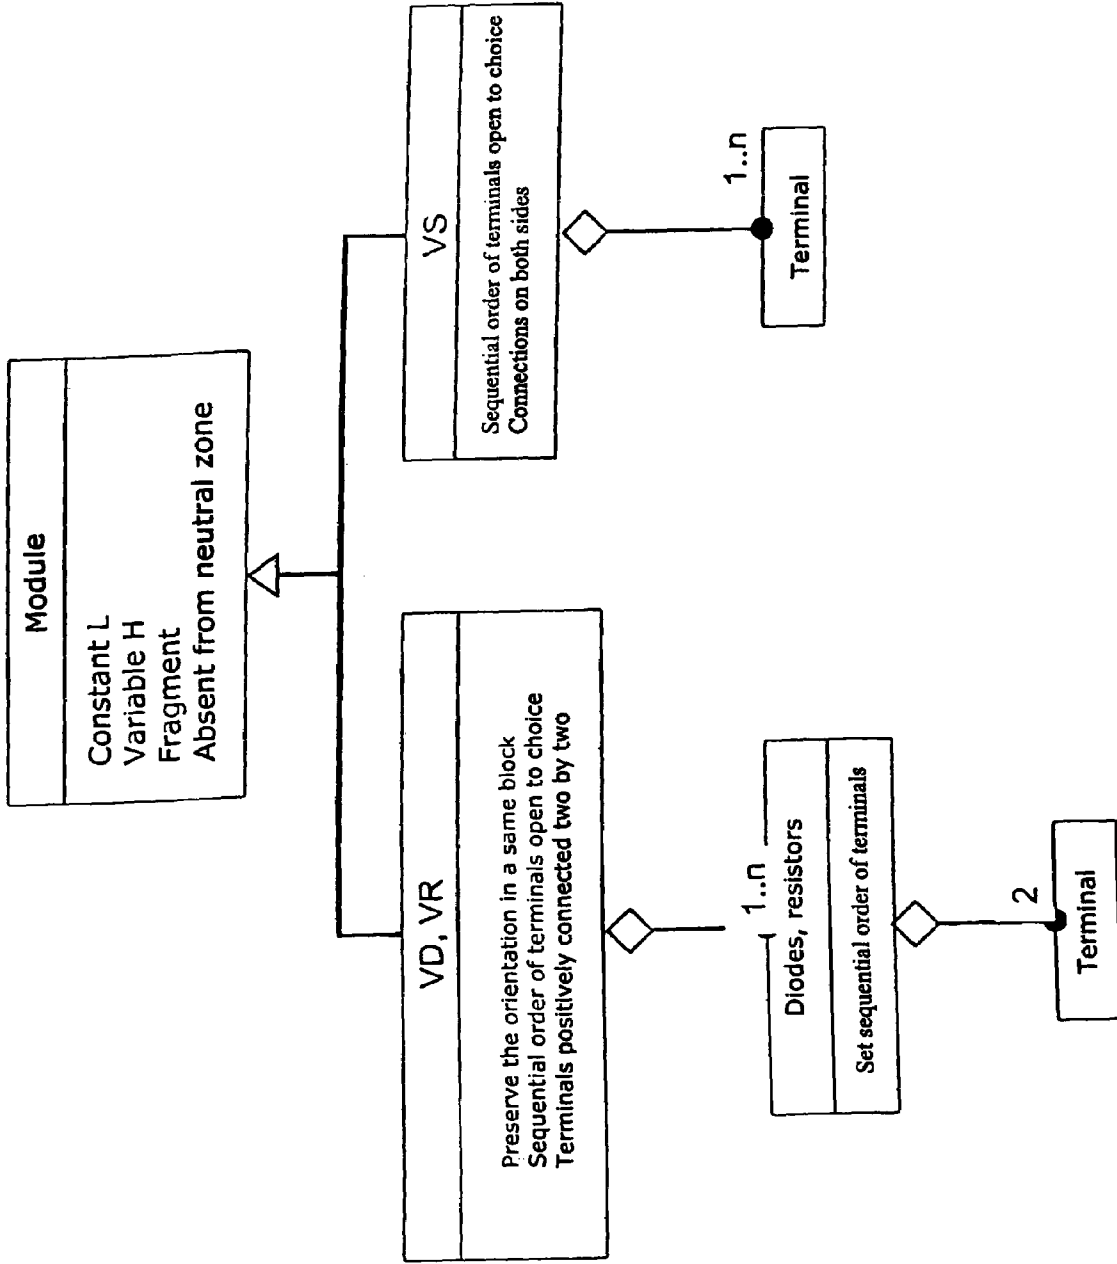 Module
Constant L
Variable H
Fragment
Absent from neutral zone
VD, VR
Preserve the orientation in a same block
Sequential order of terminals open to choice
Terminals positively connected two by two
1..n
Diodes, resistors
Set sequential order of terminals
2
Terminal
VS
Sequential order of terminals open to choice
Connections on both sides
1..n
Terminal